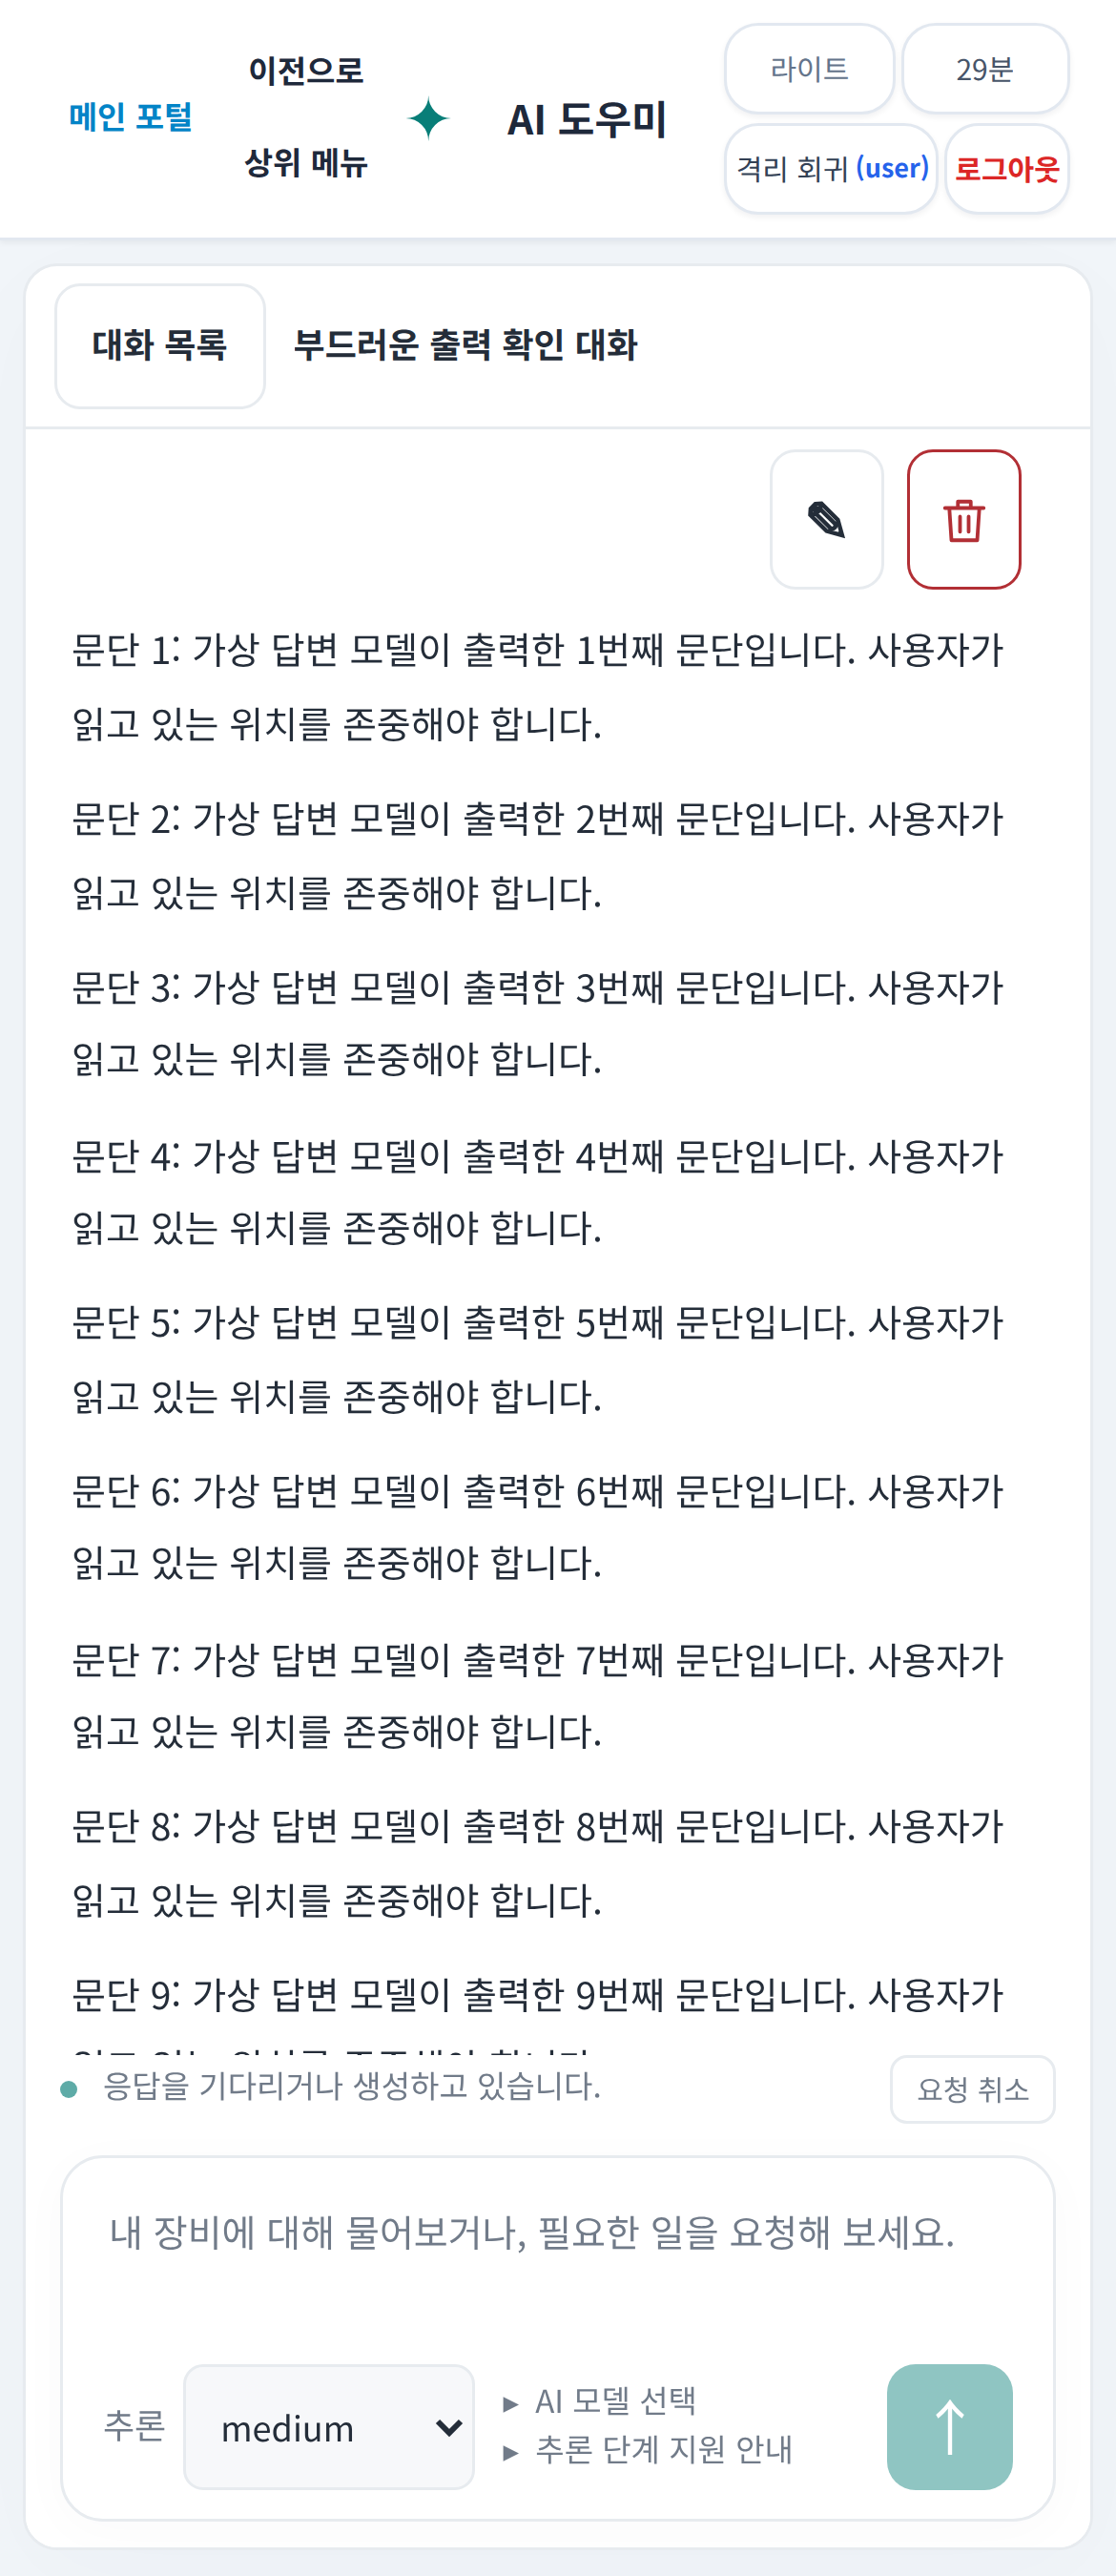 메인 포털
이전으로
상위 메뉴
AI 도우미
라이트
29분
격리 회귀 (user)
로그아웃
대화 목록
부드러운 출력 확인 대화
문단 1: 가상 답변 모델이 출력한 1번째 문단입니다. 사용자가
읽고 있는 위치를 존중해야 합니다.
문단 2: 가상 답변 모델이 출력한 2번째 문단입니다. 사용자가
읽고 있는 위치를 존중해야 합니다.
문단 3: 가상 답변 모델이 출력한 3번째 문단입니다. 사용자가
읽고 있는 위치를 존중해야 합니다.
문단 4: 가상 답변 모델이 출력한 4번째 문단입니다. 사용자가
읽고 있는 위치를 존중해야 합니다.
문단 5: 가상 답변 모델이 출력한 5번째 문단입니다. 사용자가
읽고 있는 위치를 존중해야 합니다.
문단 6: 가상 답변 모델이 출력한 6번째 문단입니다. 사용자가
읽고 있는 위치를 존중해야 합니다.
문단 7: 가상 답변 모델이 출력한 7번째 문단입니다. 사용자가
읽고 있는 위치를 존중해야 합니다.
문단 8: 가상 답변 모델이 출력한 8번째 문단입니다. 사용자가
읽고 있는 위치를 존중해야 합니다.
문단 9: 가상 답변 모델이 출력한 9번째 문단입니다. 사용자가
응답을 기다리거나 생성하고 있습니다.
요청 취소
내 장비에 대해 물어보거나, 필요한 일을 요청해 보세요.
추론
medium
AI 모델 선택
추론 단계 지원 안내